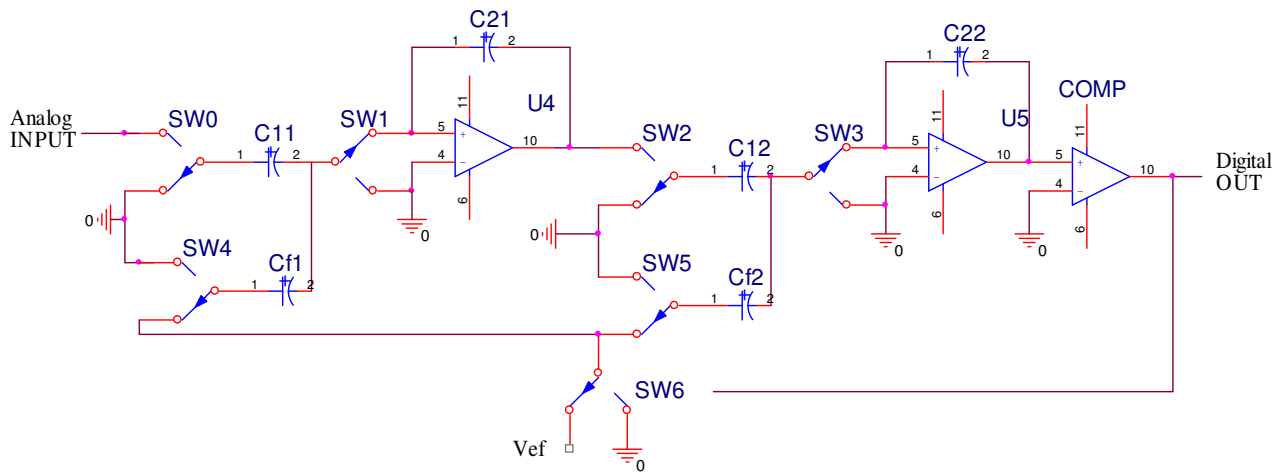 C21
1 2
U4
11
5 +
4 −
10
6
Analog
INPUT
SW0
C11
1 2
SW1
0
0
SW4
Cf1
1 2
SW2
C12
1 2
SW3
0
SW5
Cf2
1 2
C22
1 2
U5
11
5 +
4 −
10
6
0
COMP
11
5 +
4 −
10
6
0
Digital
OUT
SW6
Vef
0